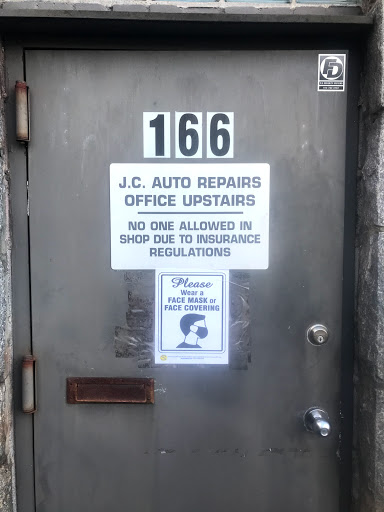 FD
166
J.C. AUTO REPAIRS
OFFICE UPSTAIRS
NO ONE ALLOWED IN
SHOP DUE TO INSURANCE
REGULATIONS
Please
Wear a
FACE MASK or
FACE COVERING